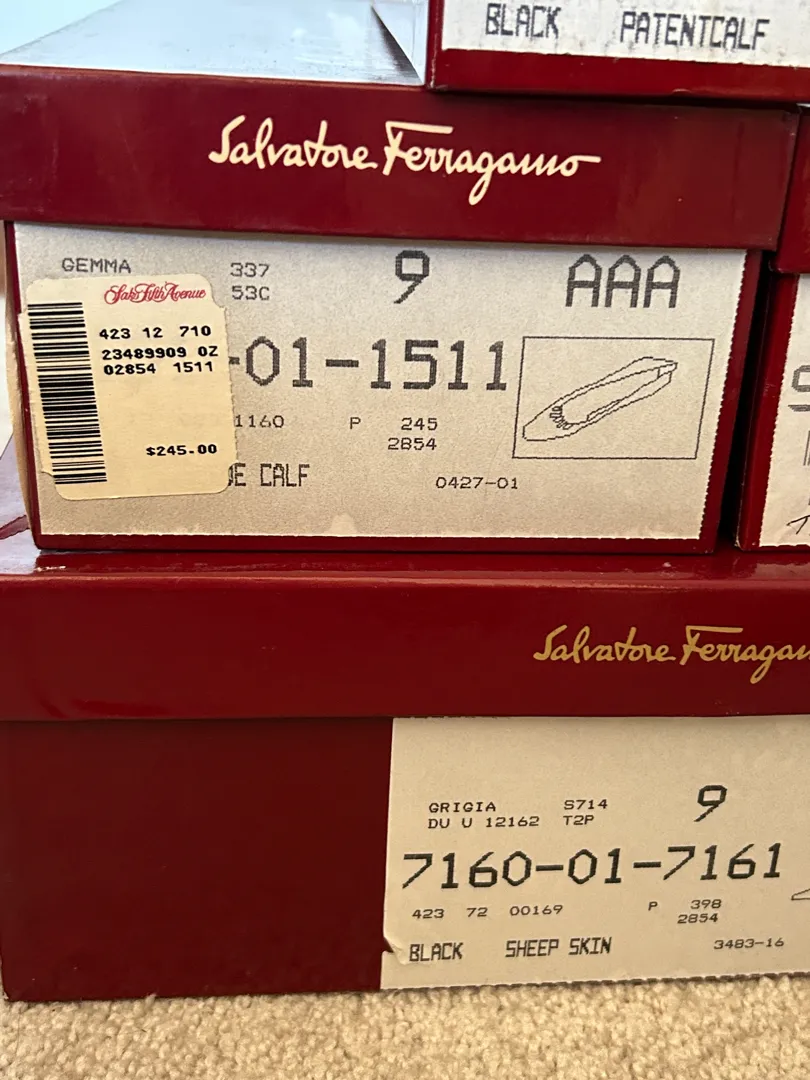 BLACK PATENTCALF
Salvatore Ferragamo
GEMMA 337 9 AAA
53C
Saks Fifth Avenue
423 12 710
23489909 0Z
02854 1511
$245.00
-01-1511
1160 P 245
2854
CALF 0427-01
Salvatore
GRIGIA S714 9
DU U 12162 T2P
7160-01-7161
423 72 00169 P 398
2854
BLACK SHEEP SKIN 3483-16